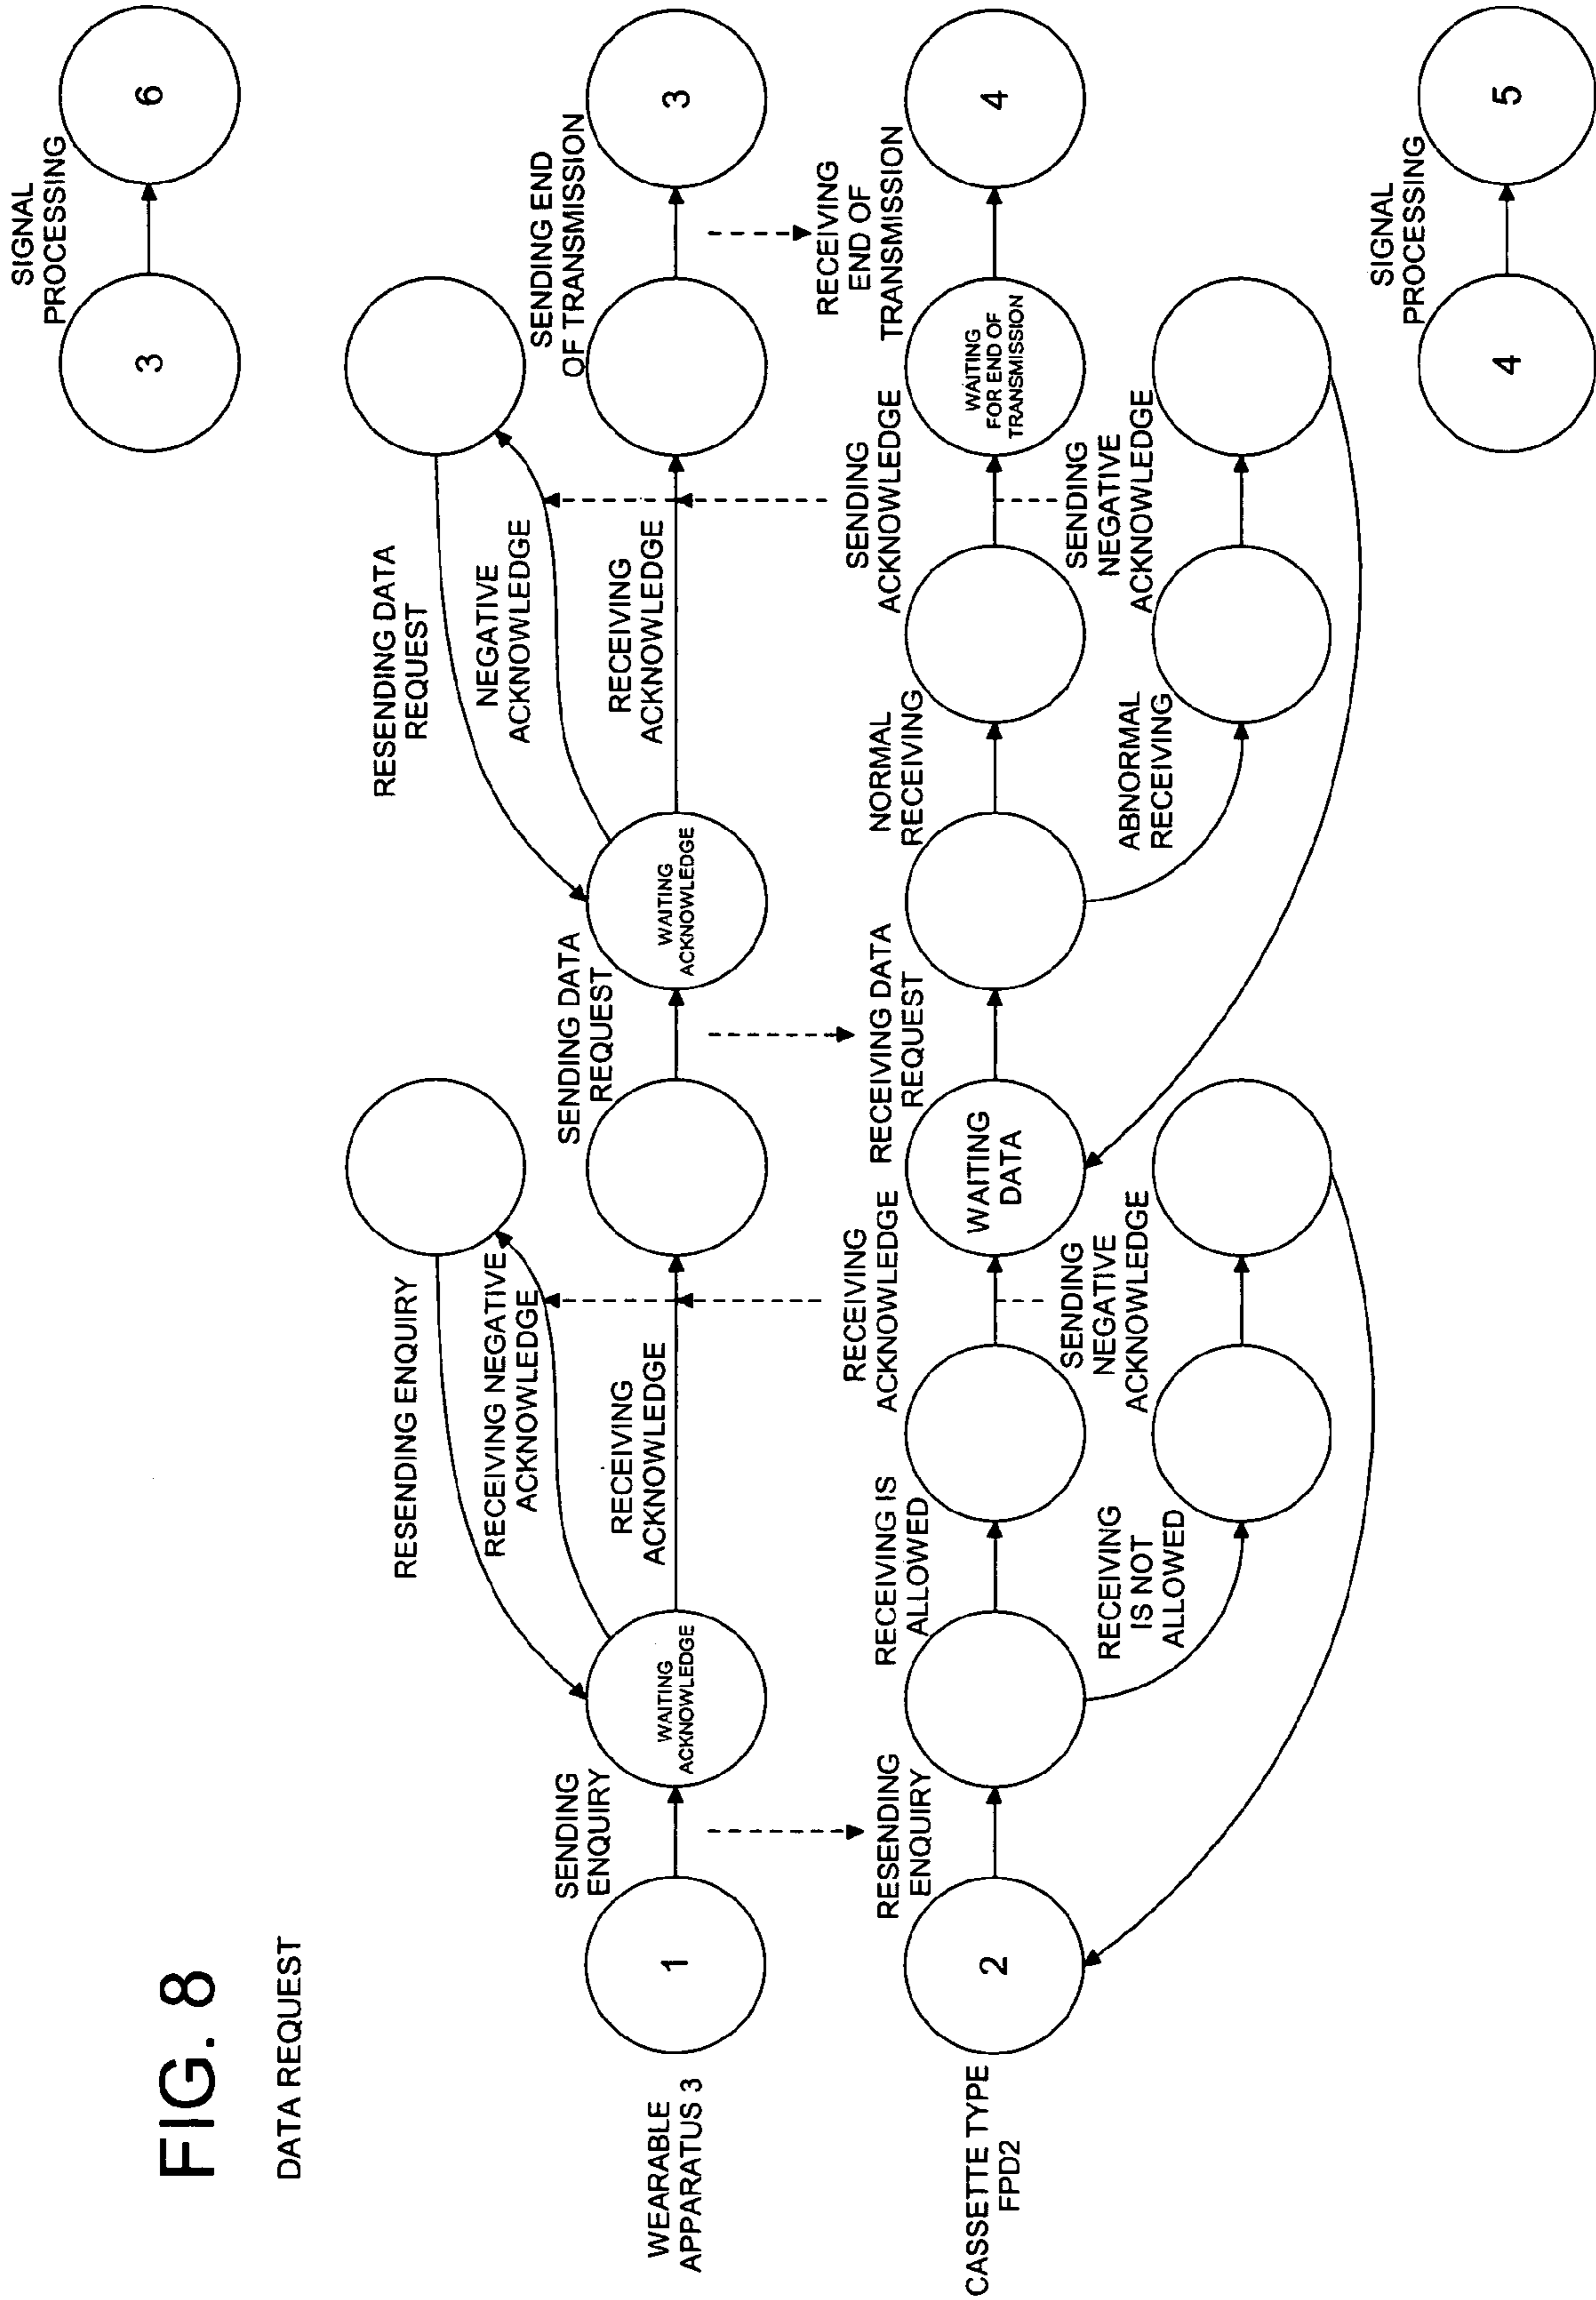 FIG. 8
DATA REQUEST
SIGNAL
PROCESSING
3
6
RESENDING ENQUIRY
RECEIVING NEGATIVE
ACKNOWLEDGE
RESENDING DATA
REQUEST
NEGATIVE
ACKNOWLEDGE
WEARABLE
APPARATUS 3
1
SENDING
ENQUIRY
WAITING
ACKNOWLEDGE
RECEIVING
ACKNOWLEDGE
SENDING DATA
REQUEST
WAITING
ACKNOWLEDGE
RECEIVING
ACKNOWLEDGE
SENDING END
OF TRANSMISSION
3
CASSETTE TYPE
FPD2
2
RESENDING
ENQUIRY
RECEIVING IS
ALLOWED
RECEIVING
ACKNOWLEDGE
WAITING
DATA
RECEIVING DATA
REQUEST
NORMAL
RECEIVING
SENDING
ACKNOWLEDGE
WAITING
FOR END OF
TRANSMISSION
RECEIVING
END OF
TRANSMISSION
4
RECEIVING
IS NOT
ALLOWED
SENDING
NEGATIVE
ACKNOWLEDGE
ABNORMAL
RECEIVING
SENDING
NEGATIVE
ACKNOWLEDGE
SIGNAL
PROCESSING
4
5